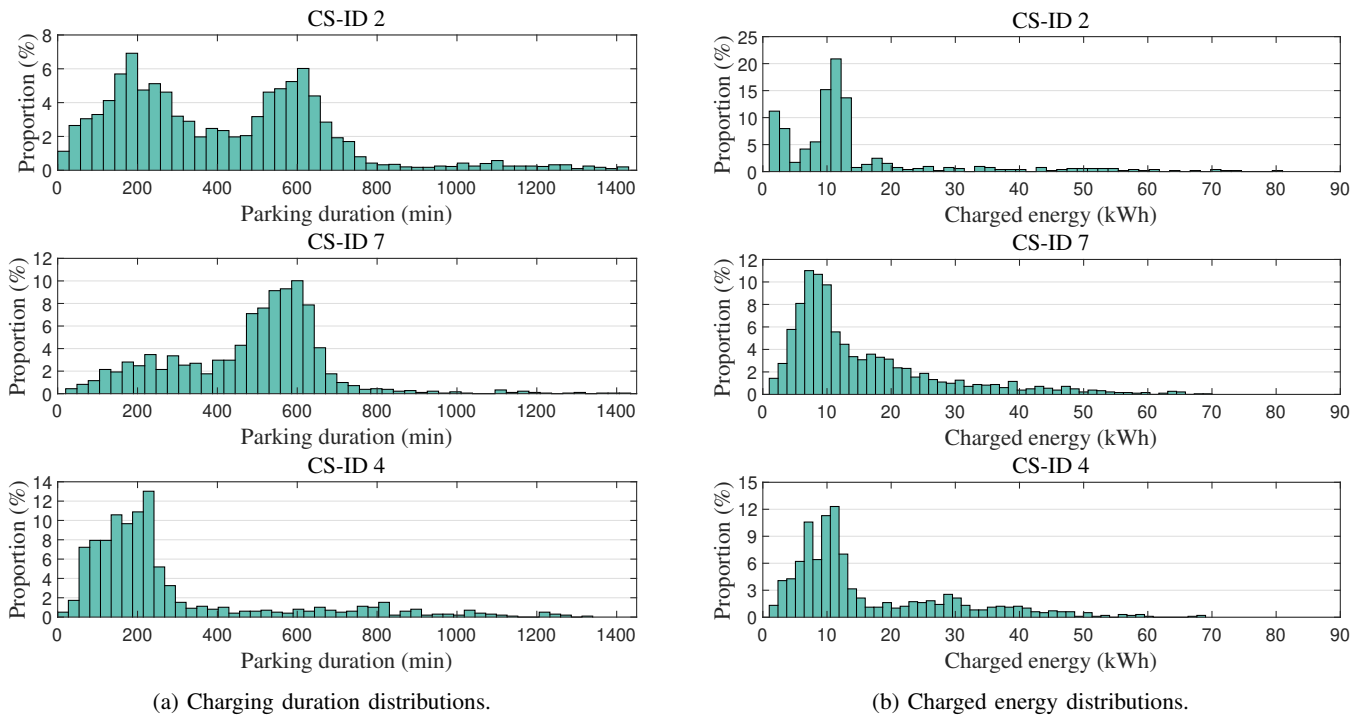 CS-ID 2
Proportion (%)
8
6
4
2
0
0 200 400 600 800 1000 1200 1400
Parking duration (min)
CS-ID 7
Proportion (%)
12
10
8
6
4
2
0
0 200 400 600 800 1000 1200 1400
Parking duration (min)
CS-ID 4
Proportion (%)
14
12
10
8
6
4
2
0
0 200 400 600 800 1000 1200 1400
Parking duration (min)
(a) Charging duration distributions.
CS-ID 2
Proportion (%)
25
20
15
10
5
0
0 10 20 30 40 50 60 70 80 90
Charged energy (kWh)
CS-ID 7
Proportion (%)
12
10
8
6
4
2
0
0 10 20 30 40 50 60 70 80 90
Charged energy (kWh)
CS-ID 4
Proportion (%)
15
12
9
6
3
0
0 10 20 30 40 50 60 70 80 90
Charged energy (kWh)
(b) Charged energy distributions.